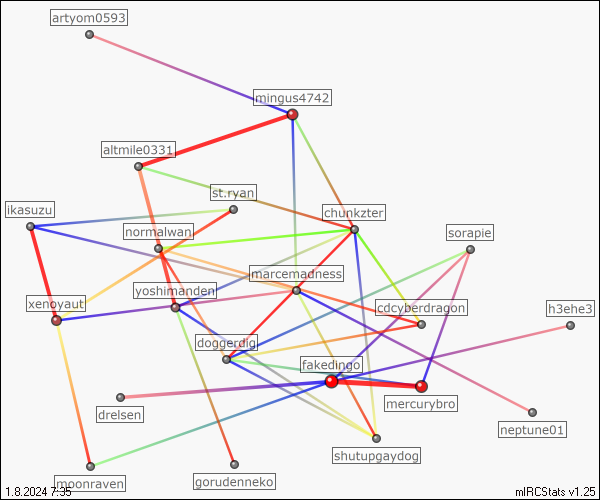 artyom0593
mingus4742
altmile0331
st.ryan
ikasuzu
chunkzter
normalwan
sorapie
marcemadness
yoshimanden
xenoyaut
cdcyberdragon
h3ehe3
doggerdig
fakedingo
mercurybro
drelsen
neptune01
shutupgaydog
moonraven
gorudenneko
1.8.2024 7:35
mIRCStats v1.25